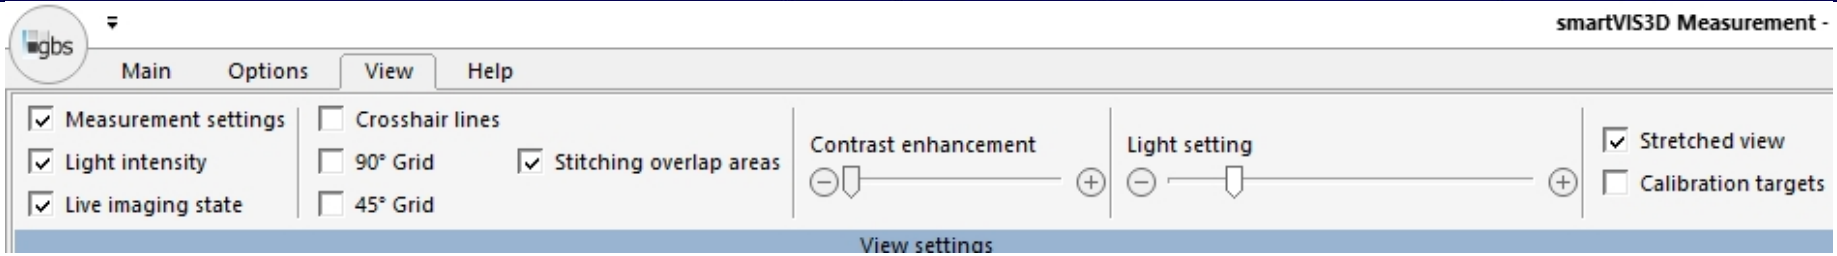 smartVIS3D Measurement -
gbs
Main Options View Help
Measurement settings
Light intensity
Live imaging state
Crosshair lines
90° Grid
45° Grid
Stitching overlap areas
Contrast enhancement
Light setting
Stretched view
Calibration targets
View settings